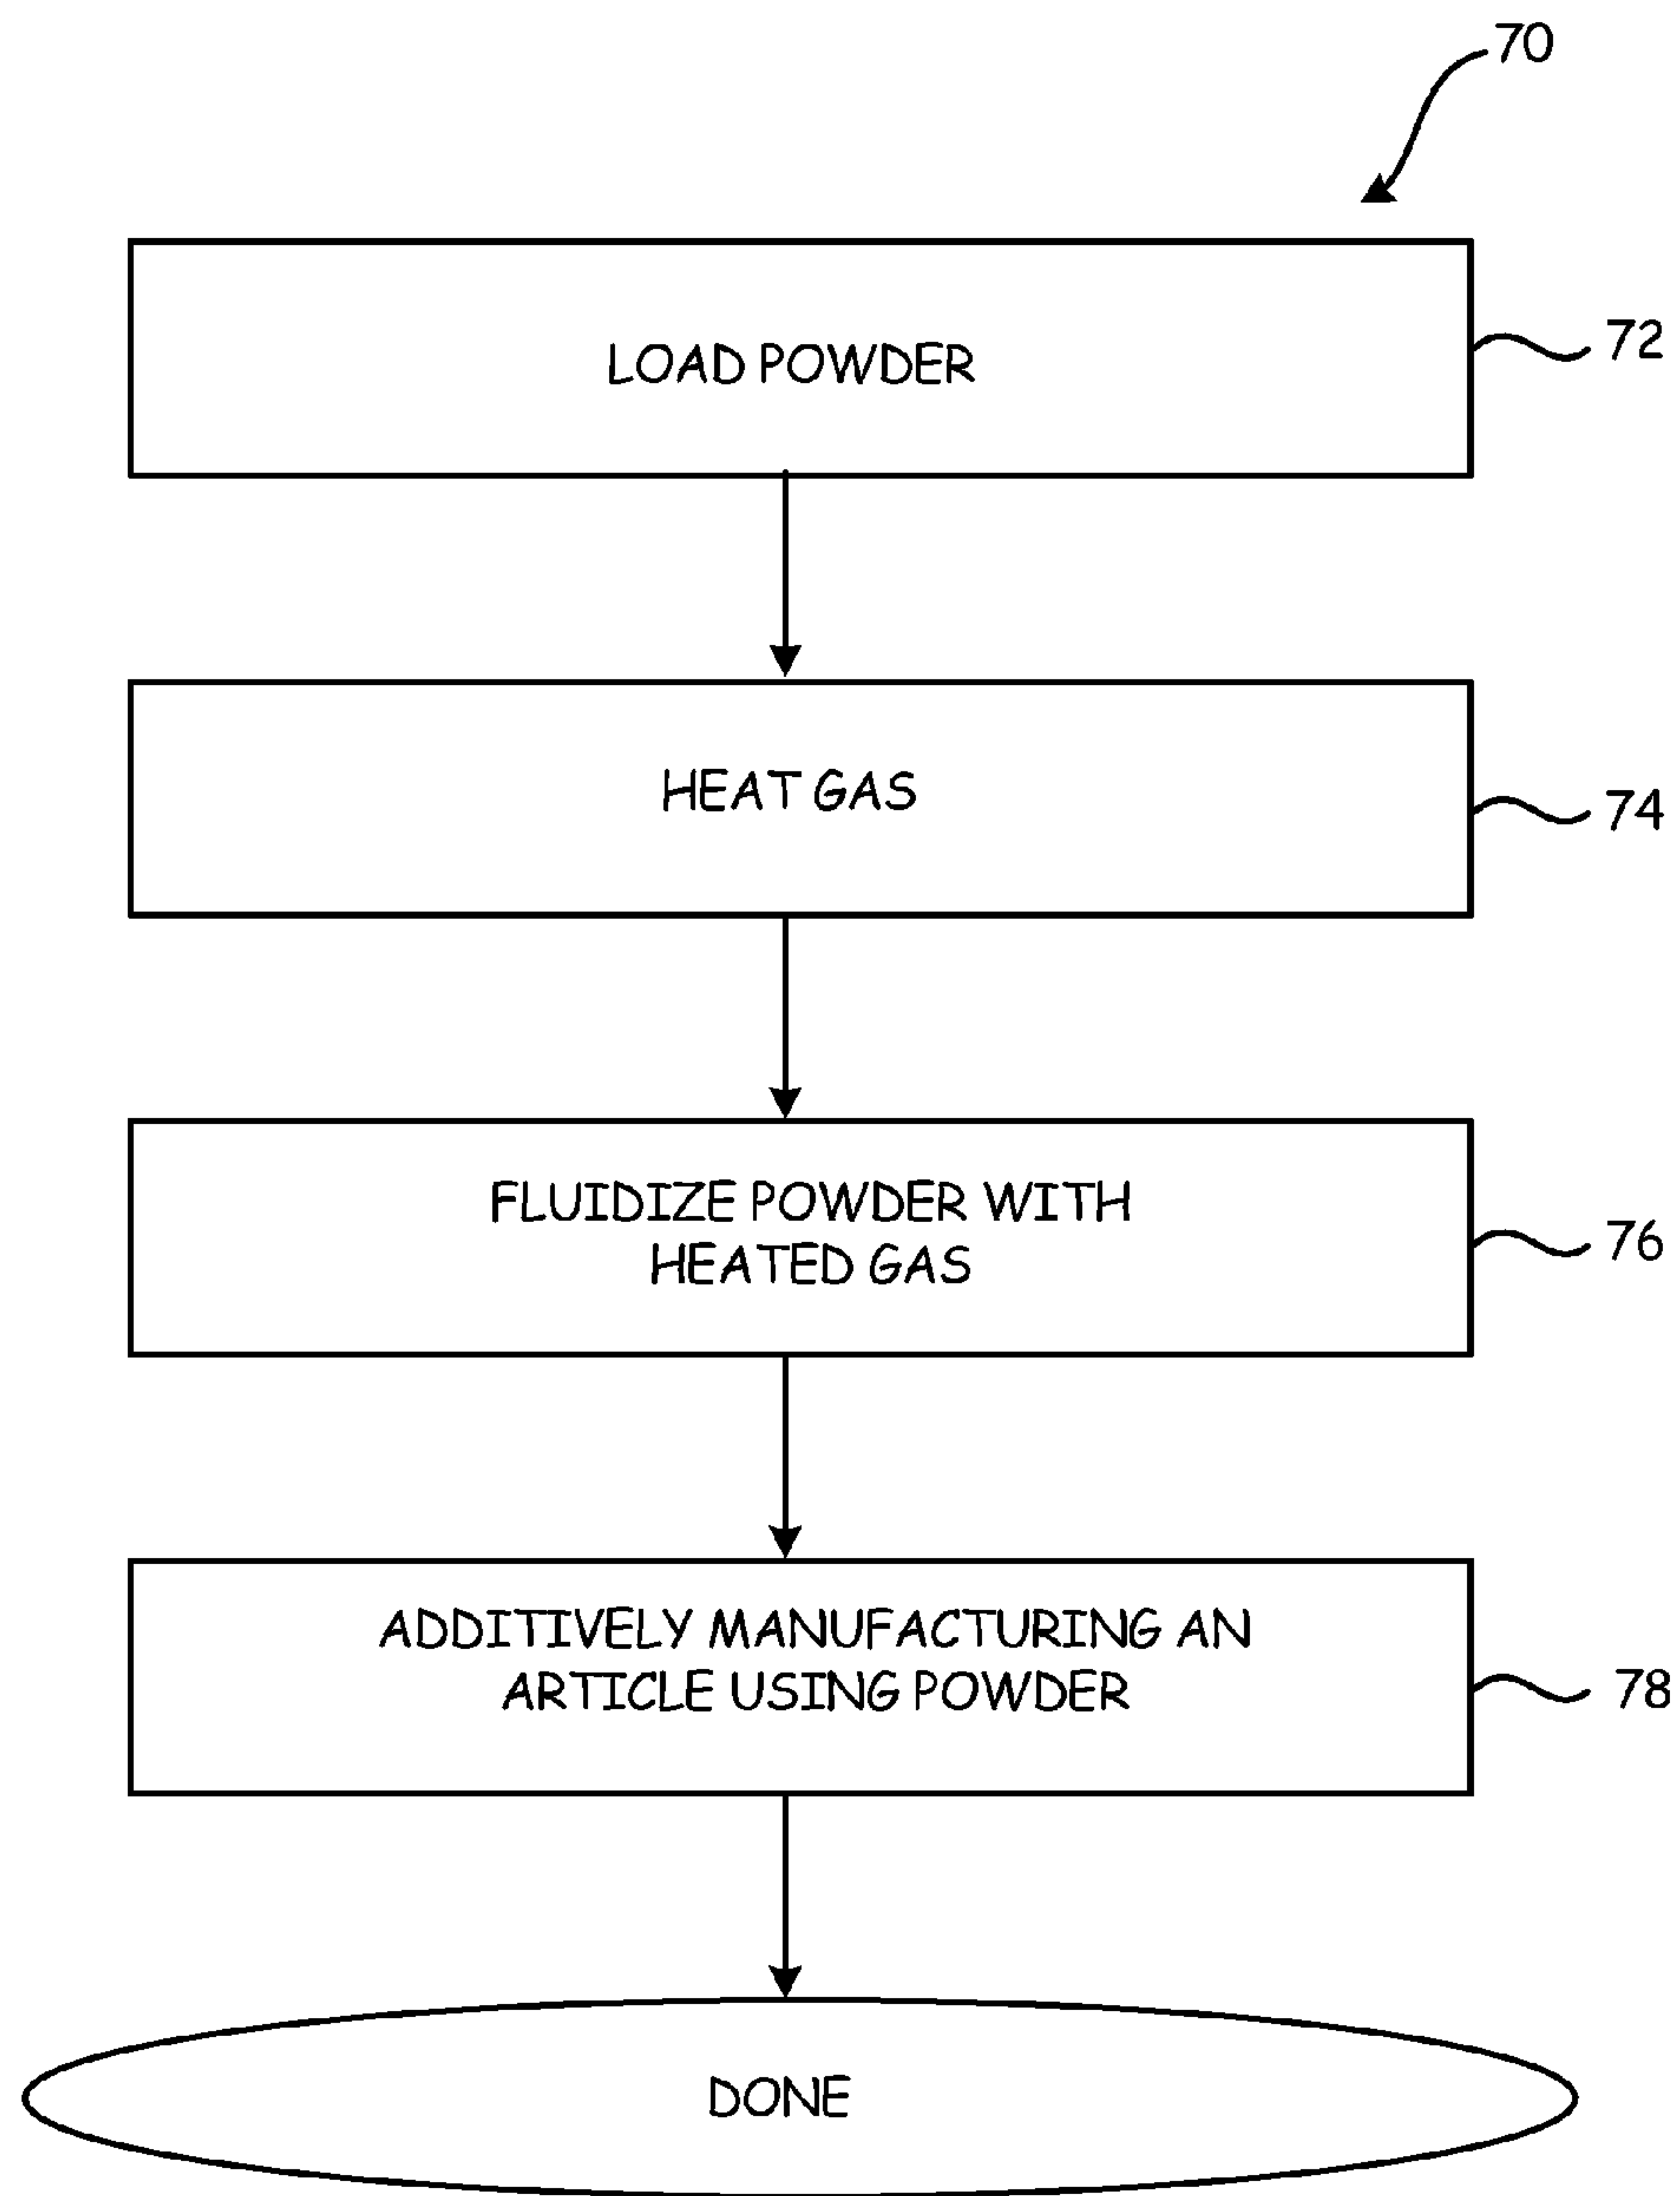 70
LOAD POWDER
72
HEAT GAS
74
FLUIDIZE POWDER WITH
HEATED GAS
76
ADDITIVELY MANUFACTURING AN
ARTICLE USING POWDER
78
DONE